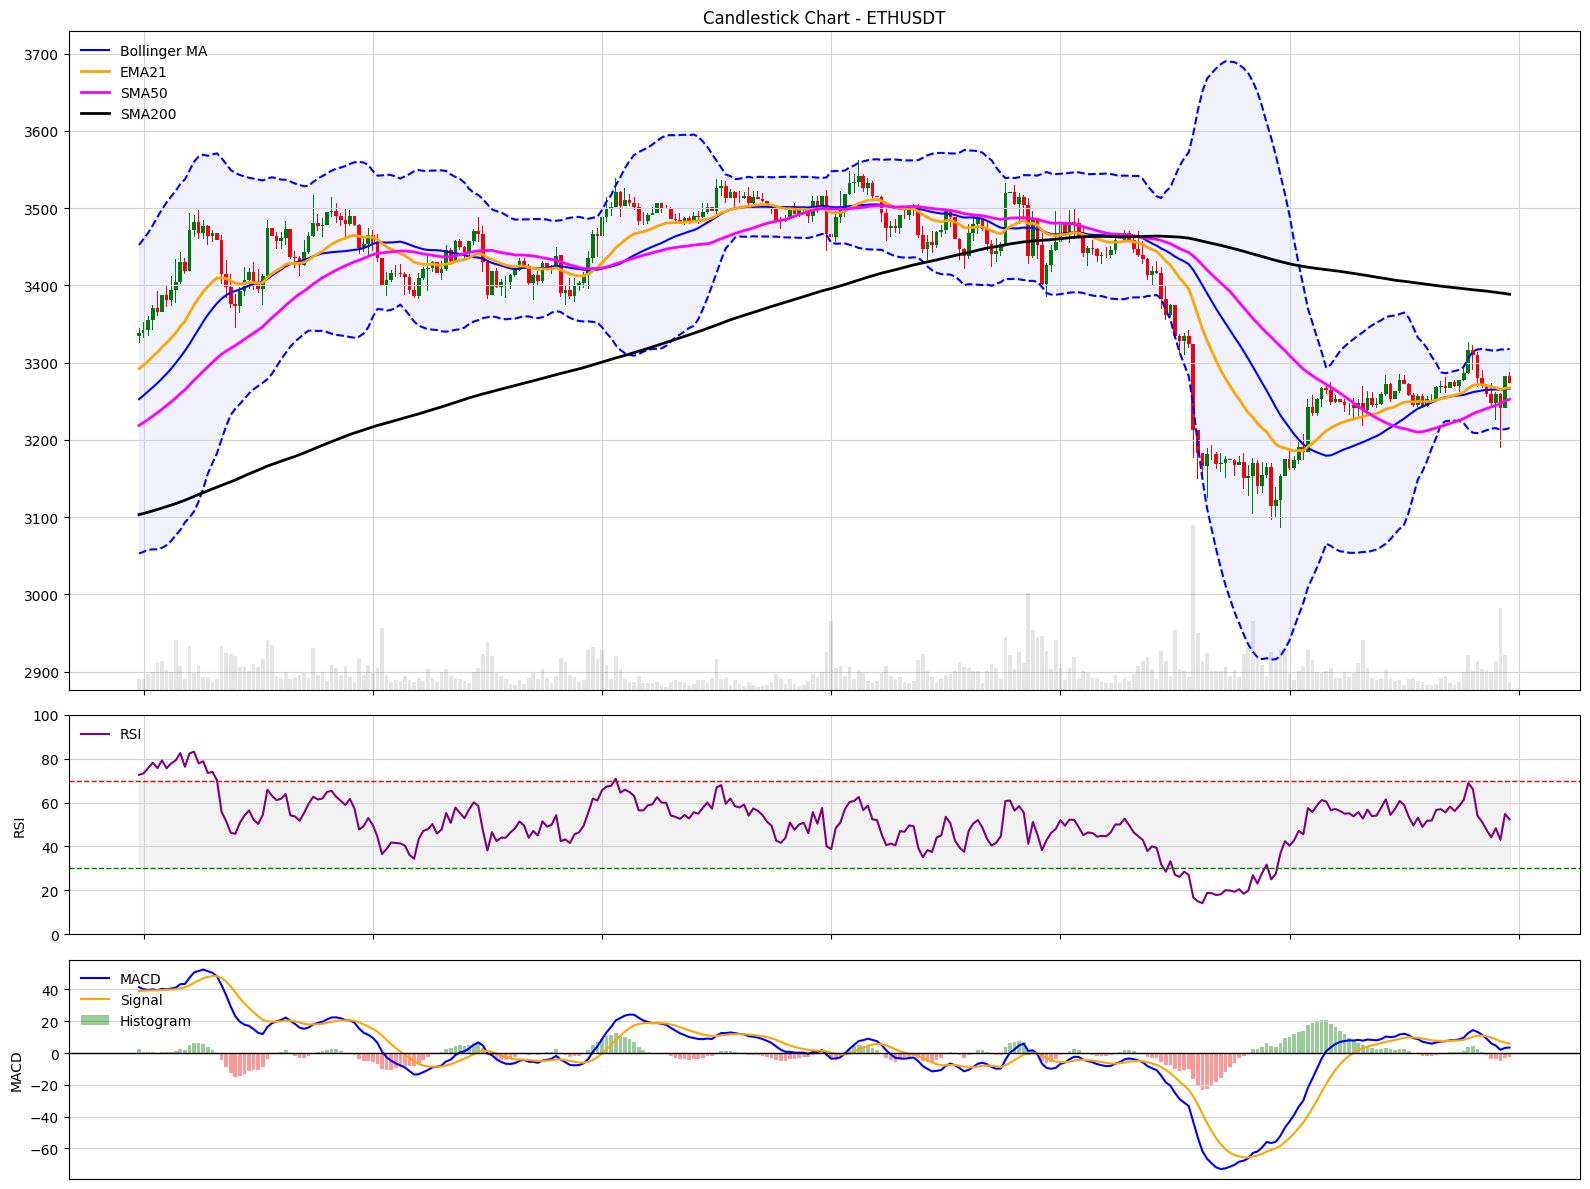 Candlestick Chart - ETHUSDT
Bollinger MA
EMA21
SMA50
SMA200
3700
3600
3500
3400
3300
3200
3100
3000
2900
RSI
RSI
100
80
60
40
20
0
MACD
Signal
Histogram
MACD
40
20
0
−20
−40
−60